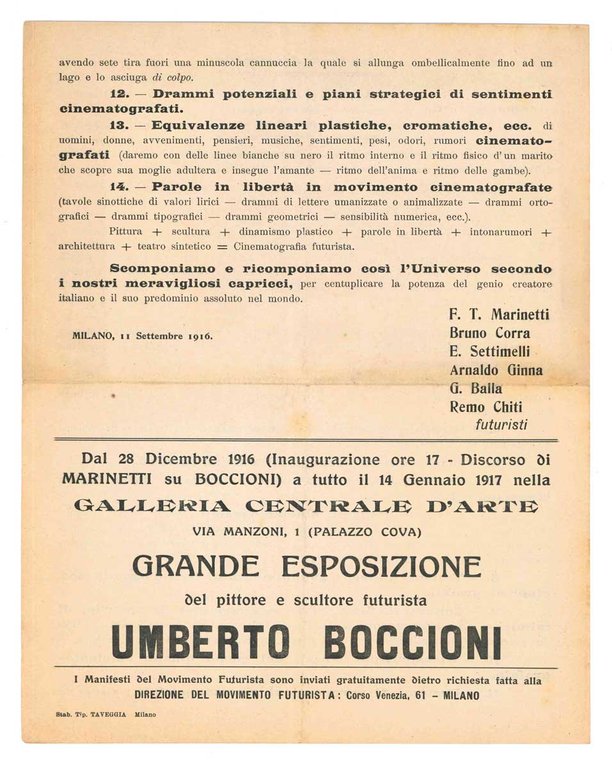 avendo sete tira fuori una minuscola cannuccia la quale si allunga ombellicalmente fino ad un
lago e lo asciuga di colpo.
12. — Drammi potenziali e piani strategici di sentimenti
cinematografati.
13. — Equivalenze lineari plastiche, cromatiche, ecc. di
uomini, donne, avvenimenti, pensieri, musiche, sentimenti, pesi, odori, rumori cinemato-
grafati (daremo con delle linee bianche su nero il ritmo interno e il ritmo fisico d'un marito
che scopre sua moglie adultera e insegue l'amante — ritmo dell'anima e ritmo delle gambe).
14. — Parole in libertà in movimento cinematografate
(tavole sinottiche di valori lirici — drammi di lettere umanizzate o animalizzate — drammi orto-
grafici — drammi tipografici — drammi geometrici — sensibilità numerica, ecc.).
Pittura + scultura + dinamismo plastico + parole in libertà + intonarumori +
architettura + teatro sintetico = Cinematografia futurista.
Scomponiamo e ricomponiamo così l'Universo secondo
i nostri meravigliosi capricci, per centuplicare la potenza del genio creatore
italiano e il suo predominio assoluto nel mondo.
MILANO, 11 Settembre 1916.
F. T. Marinetti
Bruno Corra
E. Settimelli
Arnaldo Ginna
G. Balla
Remo Chiti
futuristi
Dal 28 Dicembre 1916 (Inaugurazione ore 17 - Discorso di
MARINETTI su BOCCIONI) a tutto il 14 Gennaio 1917 nella
GALLERIA CENTRALE D'ARTE
VIA MANZONI, 1 (PALAZZO COVA)
GRANDE ESPOSIZIONE
del pittore e scultore futurista
UMBERTO BOCCIONI
I Manifesti del Movimento Futurista sono inviati gratuitamente dietro richiesta fatta alla
DIREZIONE DEL MOVIMENTO FUTURISTA: Corso Venezia, 61 - MILANO
Stab. Tip. TAVEGGIA Milano